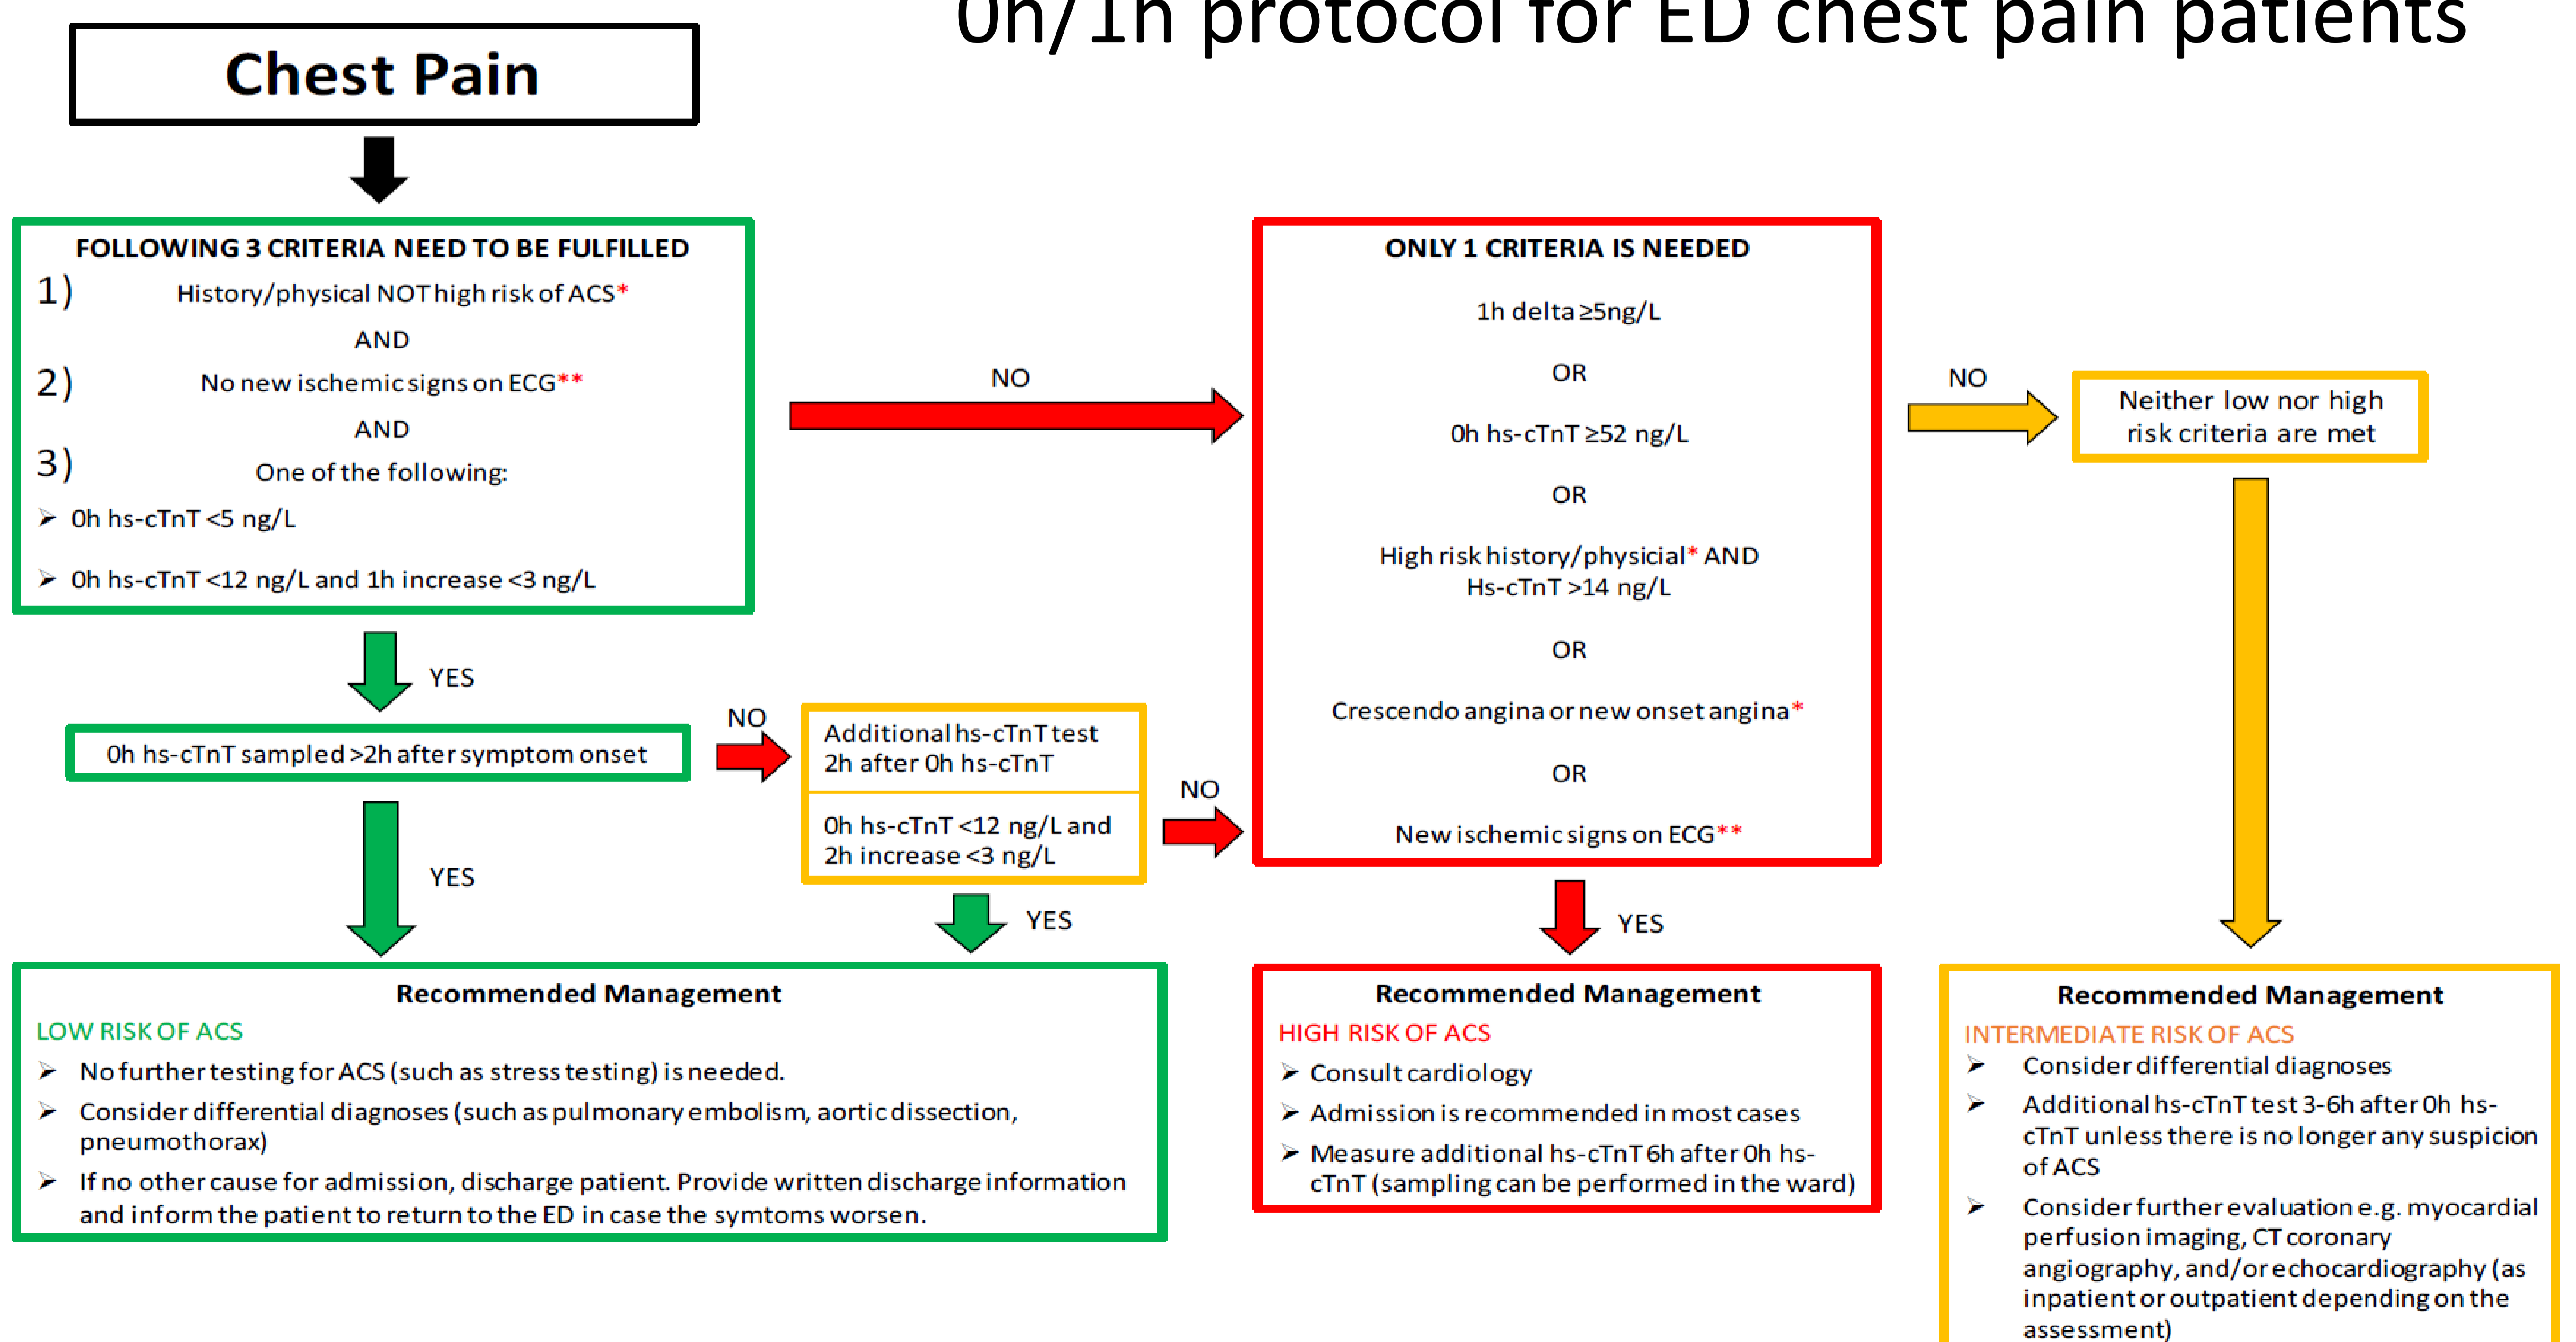 0h/1h protocol for ED chest pain patients
Chest Pain
FOLLOWING 3 CRITERIA NEED TO BE FULFILLED
1) History/physical NOT high risk of ACS*
AND
2) No new ischemic signs on ECG**
AND
3) One of the following:
➢ 0h hs-cTnT <5 ng/L
➢ 0h hs-cTnT <12 ng/L and 1h increase <3 ng/L
NO
ONLY 1 CRITERIA IS NEEDED
1h delta ≥5ng/L
OR
0h hs-cTnT ≥52 ng/L
OR
High risk history/physicial* AND
Hs-cTnT >14 ng/L
OR
Crescendo angina or new onset angina*
OR
New ischemic signs on ECG**
NO
Neither low nor high
risk criteria are met
YES
0h hs-cTnT sampled >2h after symptom onset
NO
Additional hs-cTnT test
2h after 0h hs-cTnT
0h hs-cTnT <12 ng/L and
2h increase <3 ng/L
NO
YES
YES
YES
Recommended Management
LOW RISK OF ACS
➢ No further testing for ACS (such as stress testing) is needed.
➢ Consider differential diagnoses (such as pulmonary embolism, aortic dissection,
pneumothorax)
➢ If no other cause for admission, discharge patient. Provide written discharge information
and inform the patient to return to the ED in case the symtoms worsen.
Recommended Management
HIGH RISK OF ACS
➢ Consult cardiology
➢ Admission is recommended in most cases
➢ Measure additional hs-cTnT 6h after 0h hs-
cTnT (sampling can be performed in the ward)
Recommended Management
INTERMEDIATE RISK OF ACS
➢ Consider differential diagnoses
➢ Additional hs-cTnT test 3-6h after 0h hs-
cTnT unless there is no longer any suspicion
of ACS
➢ Consider further evaluation e.g. myocardial
perfusion imaging, CT coronary
angiography, and/or echocardiography (as
inpatient or outpatient depending on the
assessment)